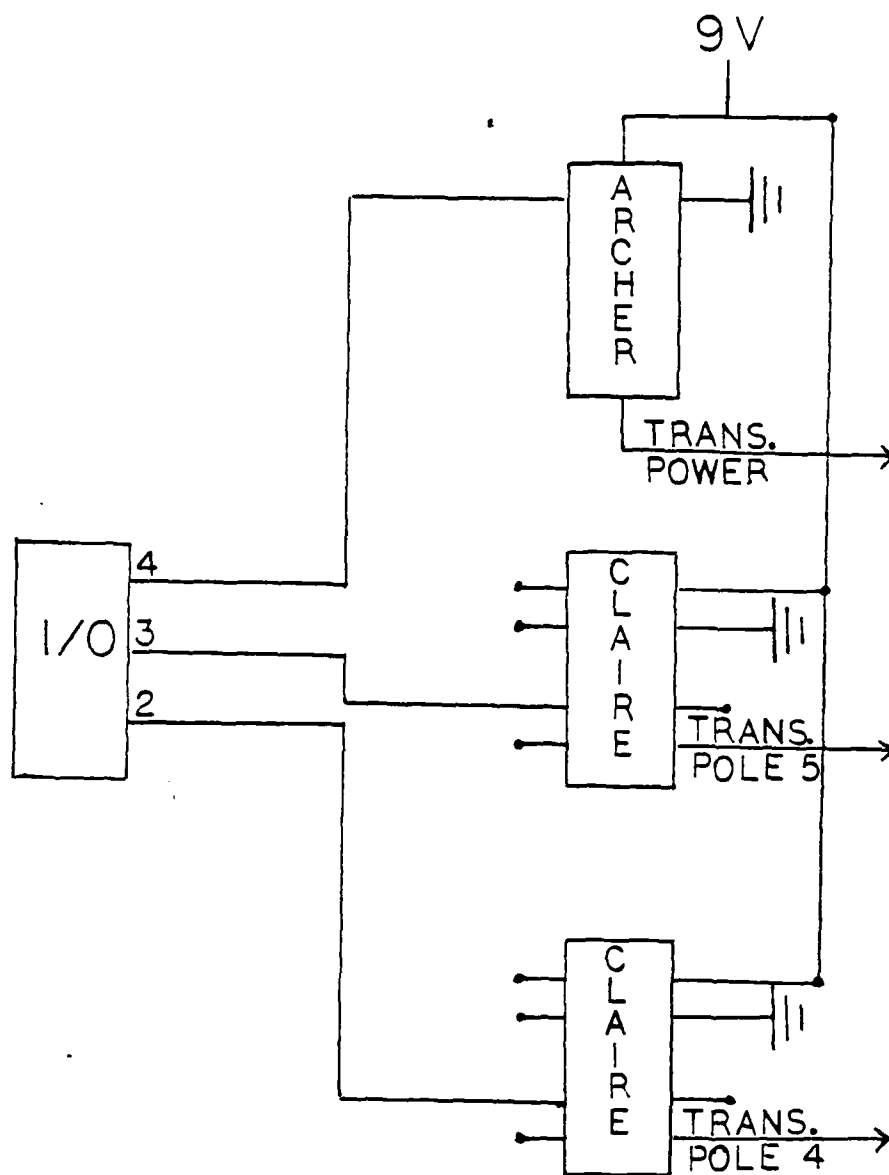 9V
ARCHER
TRANS.
POWER
I/O
4
3
2
CLAIRE
TRANS.
POLE 5
CLAIRE
TRANS.
POLE 4